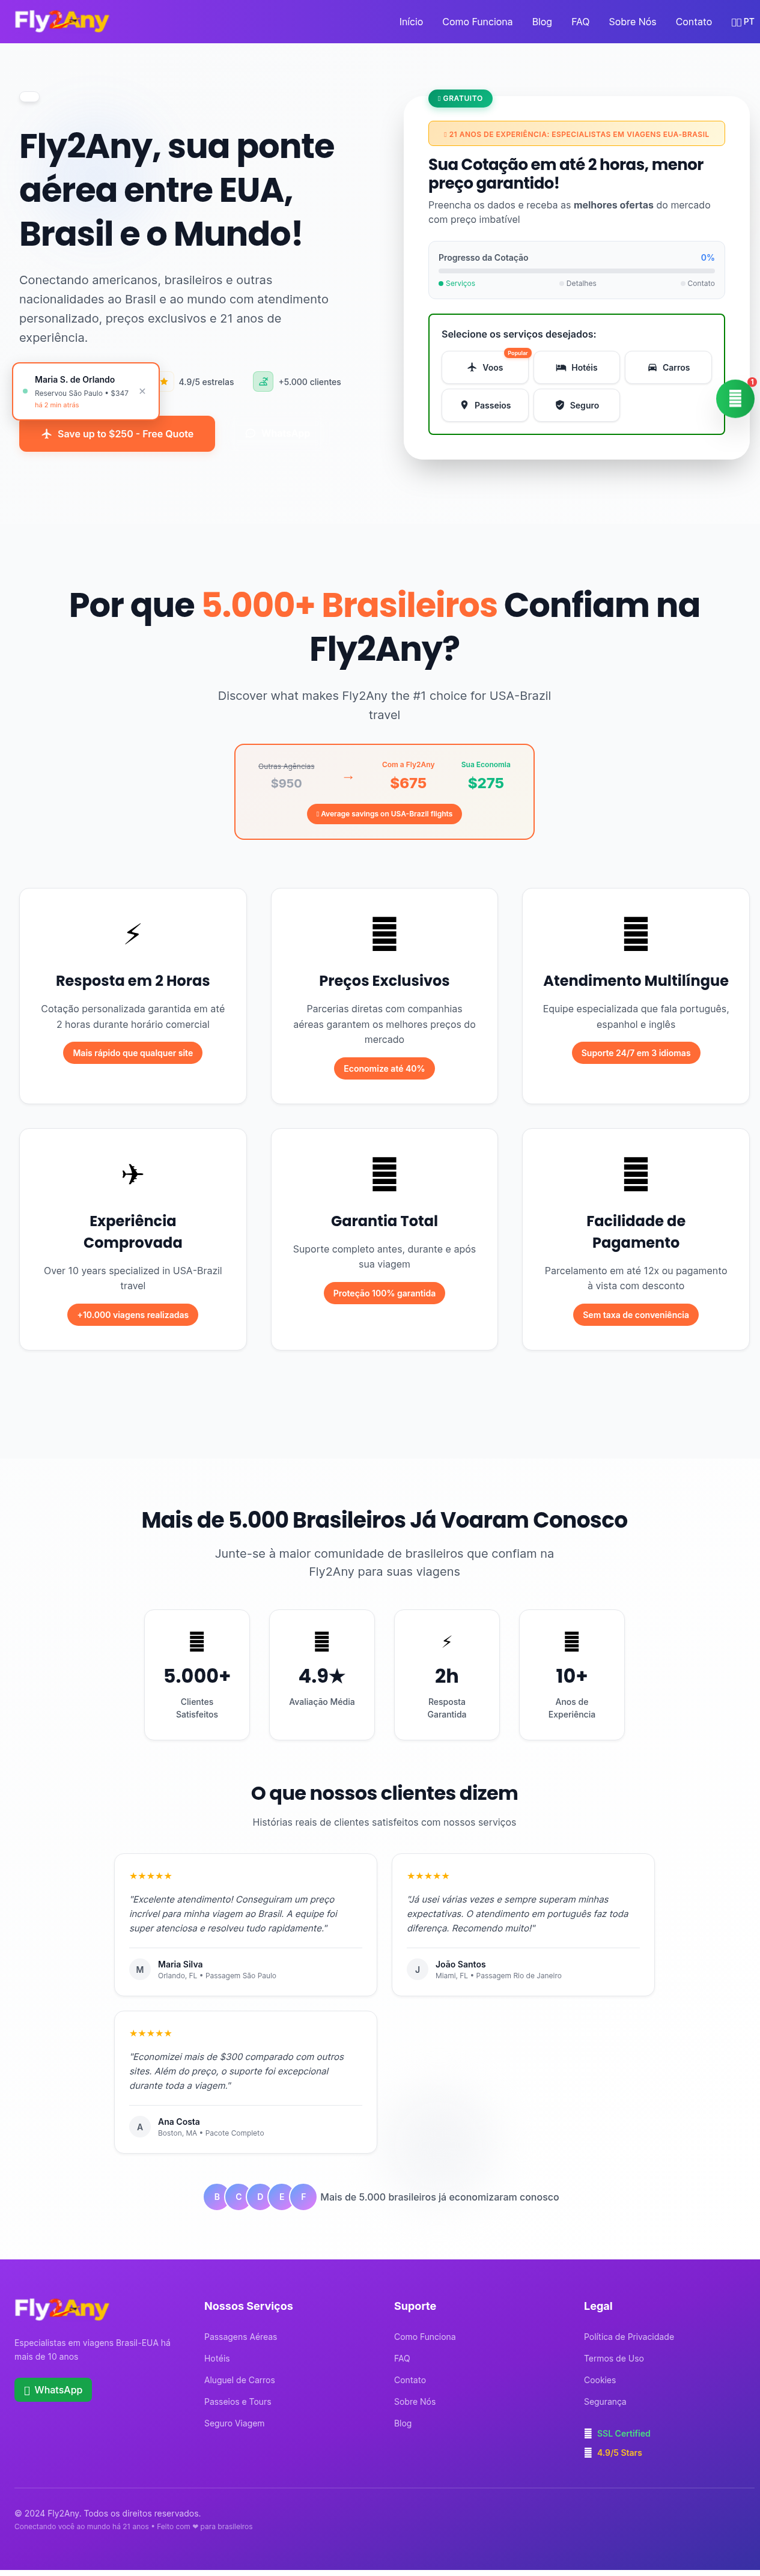 Fly2Any
Início Como Funciona Blog FAQ Sobre Nós Contato PT
GRATUITO
21 ANOS DE EXPERIÊNCIA: ESPECIALISTAS EM VIAGENS EUA-BRASIL
Fly2Any, sua ponte
aérea entre EUA,
Brasil e o Mundo!
Conectando americanos, brasileiros e outras
nacionalidades ao Brasil e ao mundo com atendimento
personalizado, preços exclusivos e 21 anos de
experiência.
Maria S. de Orlando
Reservou São Paulo • $347
há 2 min atrás
×
4.9/5 estrelas
+5.000 clientes
Save up to $250 - Free Quote
Sua Cotação em até 2 horas, menor
preço garantido!
Preencha os dados e receba as melhores ofertas do mercado
com preço imbatível
Progresso da Cotação 0%
Serviços Detalhes Contato
Selecione os serviços desejados:
Popular
Voos Hotéis Carros
Passeios Seguro
1
Por que 5.000+ Brasileiros Confiam na
Fly2Any?
Discover what makes Fly2Any the #1 choice for USA-Brazil
travel
Outras Agências
$950
→
Com a Fly2Any
$675
Sua Economia
$275
Average savings on USA-Brazil flights
Resposta em 2 Horas
Cotação personalizada garantida em até
2 horas durante horário comercial
Mais rápido que qualquer site
Preços Exclusivos
Parcerias diretas com companhias
aéreas garantem os melhores preços do
mercado
Economize até 40%
Atendimento Multilíngue
Equipe especializada que fala português,
espanhol e inglês
Suporte 24/7 em 3 idiomas
Experiência
Comprovada
Over 10 years specialized in USA-Brazil
travel
+10.000 viagens realizadas
Garantia Total
Suporte completo antes, durante e após
sua viagem
Proteção 100% garantida
Facilidade de
Pagamento
Parcelamento em até 12x ou pagamento
à vista com desconto
Sem taxa de conveniência
Mais de 5.000 Brasileiros Já Voaram Conosco
Junte-se à maior comunidade de brasileiros que confiam na
Fly2Any para suas viagens
5.000+
Clientes
Satisfeitos
4.9★
Avaliação Média
2h
Resposta
Garantida
10+
Anos de
Experiência
O que nossos clientes dizem
Histórias reais de clientes satisfeitos com nossos serviços
★★★★★
"Excelente atendimento! Conseguiram um preço
incrível para minha viagem ao Brasil. A equipe foi
super atenciosa e resolveu tudo rapidamente."
M
Maria Silva
Orlando, FL • Passagem São Paulo
★★★★★
"Já usei várias vezes e sempre superam minhas
expectativas. O atendimento em português faz toda
diferença. Recomendo muito!"
J
João Santos
Miami, FL • Passagem Rio de Janeiro
★★★★★
"Economizei mais de $300 comparado com outros
sites. Além do preço, o suporte foi excepcional
durante toda a viagem."
A
Ana Costa
Boston, MA • Pacote Completo
B C D E F Mais de 5.000 brasileiros já economizaram conosco
Fly2Any
Especialistas em viagens Brasil-EUA há
mais de 10 anos
WhatsApp
Nossos Serviços
Passagens Aéreas
Hotéis
Aluguel de Carros
Passeios e Tours
Seguro Viagem
Suporte
Como Funciona
FAQ
Contato
Sobre Nós
Blog
Legal
Política de Privacidade
Termos de Uso
Cookies
Segurança
SSL Certified
4.9/5 Stars
© 2024 Fly2Any. Todos os direitos reservados.
Conectando você ao mundo há 21 anos • Feito com ❤ para brasileiros